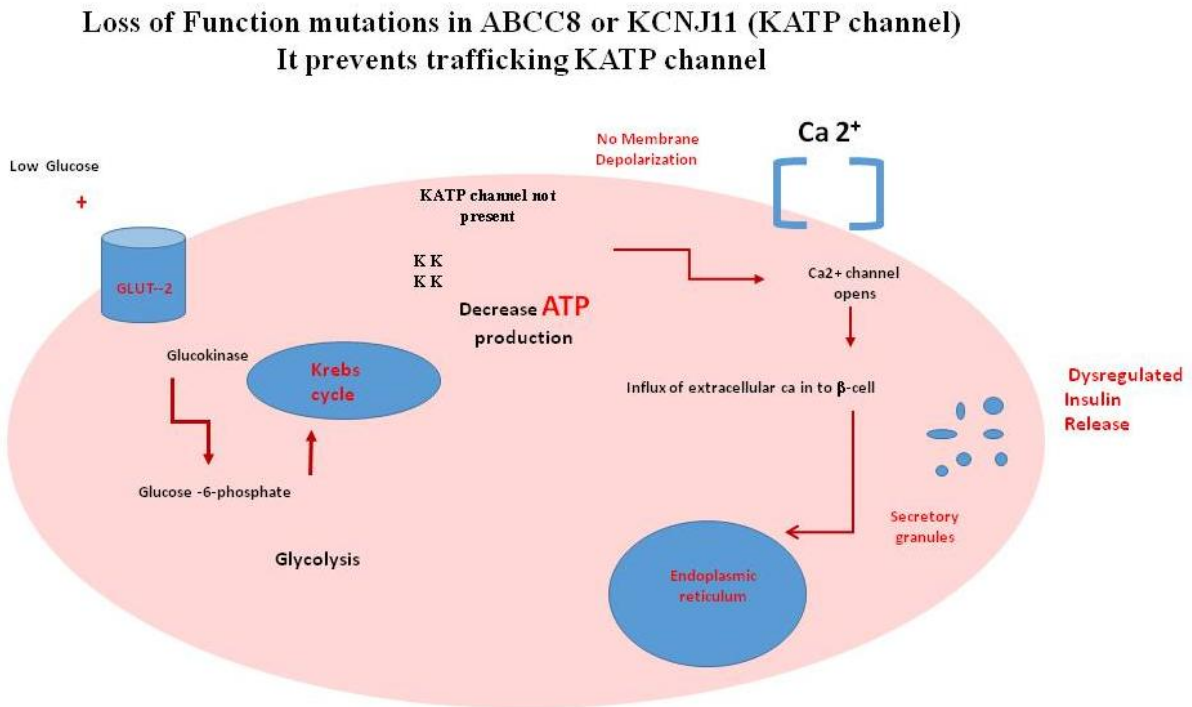 Loss of Function mutations in ABCC8 or KCNJ11 (KATP channel)
It prevents trafficking KATP channel
No Membrane
Depolarization
Ca 2+
Low Glucose
+
KATP channel not
present
K K
K K
GLUT--2
Ca2+ channel
opens
Decrease ATP
production
Glucokinase
Krebs
cycle
Influx of extracellular ca in to β-cell
Dysregulated
Insulin
Release
Glucose -6-phosphate
Secretory
granules
Glycolysis
Endoplasmic
reticulum